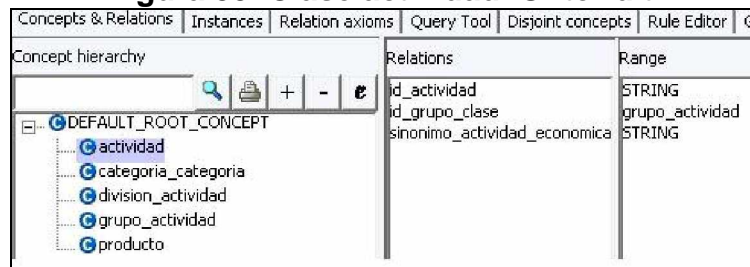 Concepts & Relations Instances Relation axioms Query Tool Disjoint concepts Rule Editor
Concept hierarchy
Relations
Range
+ - e
DEFAULT_ROOT_CONCEPT
actividad
categoria_categoria
division_actividad
grupo_actividad
producto
id_actividad
id_grupo_clase
sinonimo_actividad_economica
STRING
grupo_actividad
STRING